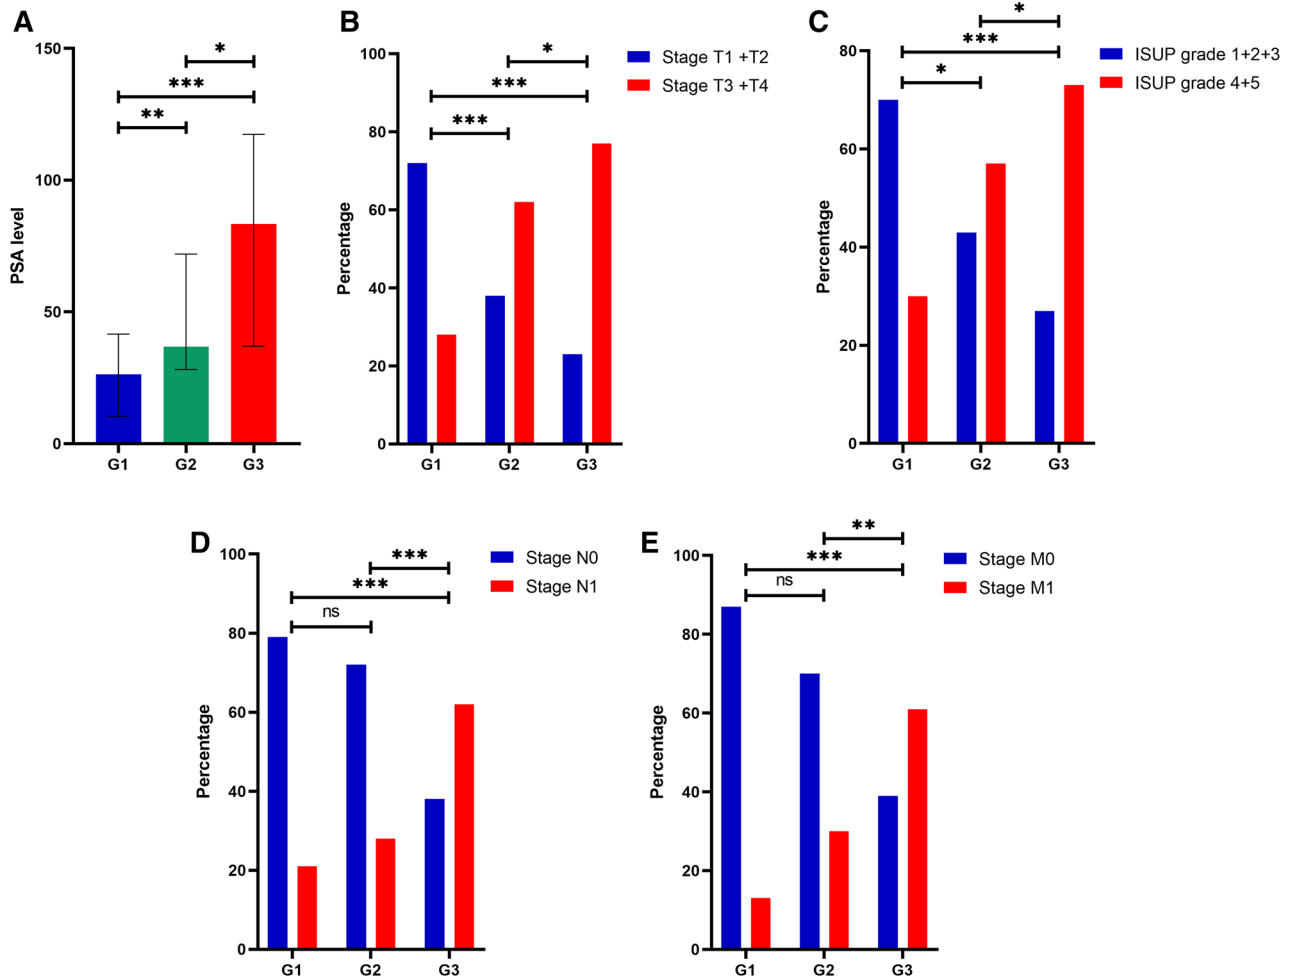 A
PSA level
150
100
50
0
*
***
**
G1
G2
G3
B
Percentage
100
80
60
40
20
0
*
***
***
G1
G2
G3
Stage T1 +T2
Stage T3 +T4
C
Percentage
80
60
40
20
0
*
***
*
G1
G2
G3
ISUP grade 1+2+3
ISUP grade 4+5
D
Percentage
100
80
60
40
20
0
***
***
ns
G1
G2
G3
Stage N0
Stage N1
E
Percentage
100
80
60
40
20
0
**
***
ns
G1
G2
G3
Stage M0
Stage M1